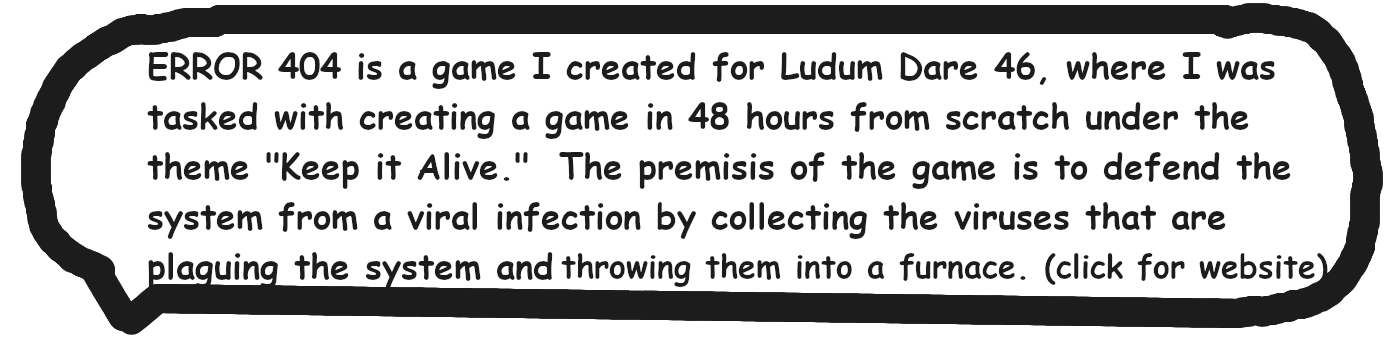 ERROR 404 is a game I created for Ludum Dare 46, where I was
tasked with creating a game in 48 hours from scratch under the
theme "Keep it Alive."  The premisis of the game is to defend the
system from a viral infection by collecting the viruses that are
plaguing the system and throwing them into a furnace. (click for website)